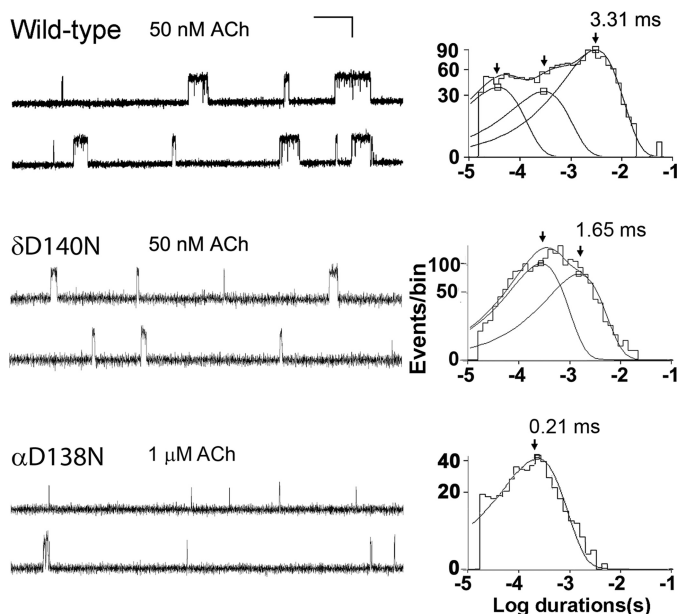 Wild-type 50 nM ACh
3.31 ms
90
60
30
0
-5 -4 -3 -2 -1
δD140N 50 nM ACh
1.65 ms
Events/bin
100
50
0
-5 -4 -3 -2 -1
αD138N 1 μM ACh
0.21 ms
40
20
0
-5 -4 -3 -2 -1
Log durations(s)